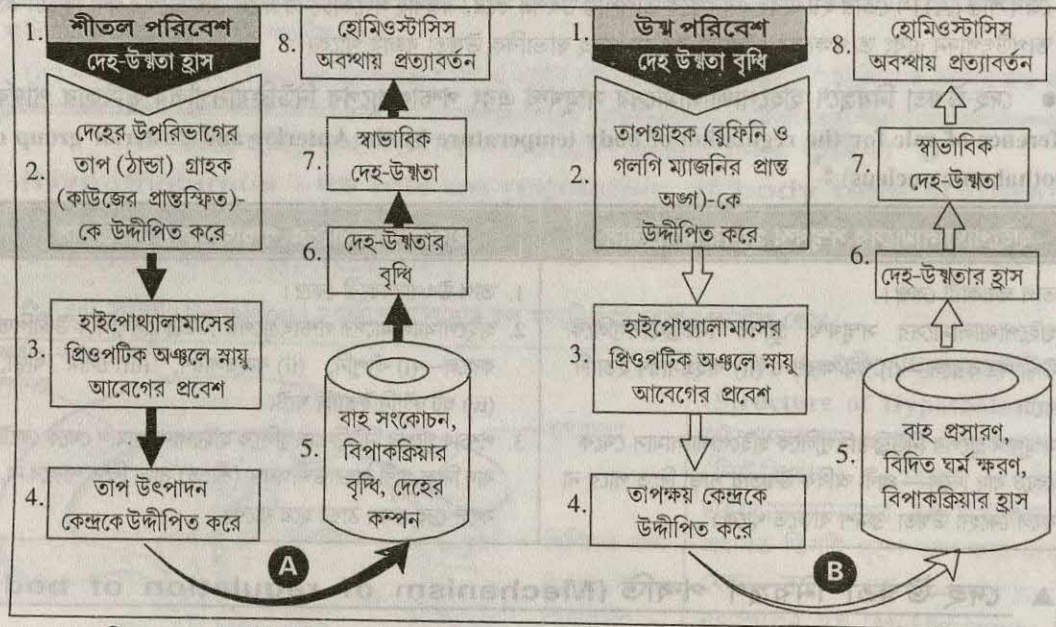 1.
শীতল পরিবেশ
দেহ-উষ্ণতা হ্রাস
2.
দেহের উপরিভাগের
তাপ (ঠান্ডা) গ্রাহক
(কাউজের প্রান্তস্ফিত)-
কে উদ্দীপিত করে
3.
হাইপোথ্যালামাসের
প্রিওপটিক অঞ্চলে স্নায়ু
আবেগের প্রবেশ
4.
তাপ উৎপাদন
কেন্দ্রকে উদ্দীপিত করে
A
5.
বাহ সংকোচন,
বিপাকক্রিয়ার
বৃদ্ধি, দেহের
কম্পন
6.
দেহ-উষ্ণতার
বৃদ্ধি
7.
স্বাভাবিক
দেহ-উষ্ণতা
8.
হোমিওস্টাসিস
অবস্থায় প্রত্যাবর্তন
1.
উষ্ম পরিবেশ
দেহ উষ্ণতা বৃদ্ধি
2.
তাপগ্রাহক (রুফিনি ও
গলগি ম্যাজনির প্রান্ত
অঙ্গ)-কে
উদ্দীপিত করে
3.
হাইপোথ্যালামাসের
প্রিওপটিক অঞ্চলে স্নায়ু
আবেগের প্রবেশ
4.
তাপক্ষয় কেন্দ্রকে
উদ্দীপিত করে
B
5.
বাহ প্রসারণ,
বিদিত ঘর্ম ক্ষরণ,
বিপাকক্রিয়ার হ্রাস
6.
দেহ-উষ্ণতার হ্রাস
7.
স্বাভাবিক
দেহ-উষ্ণতা
8.
হোমিওস্টাসিস
অবস্থায় প্রত্যাবর্তন